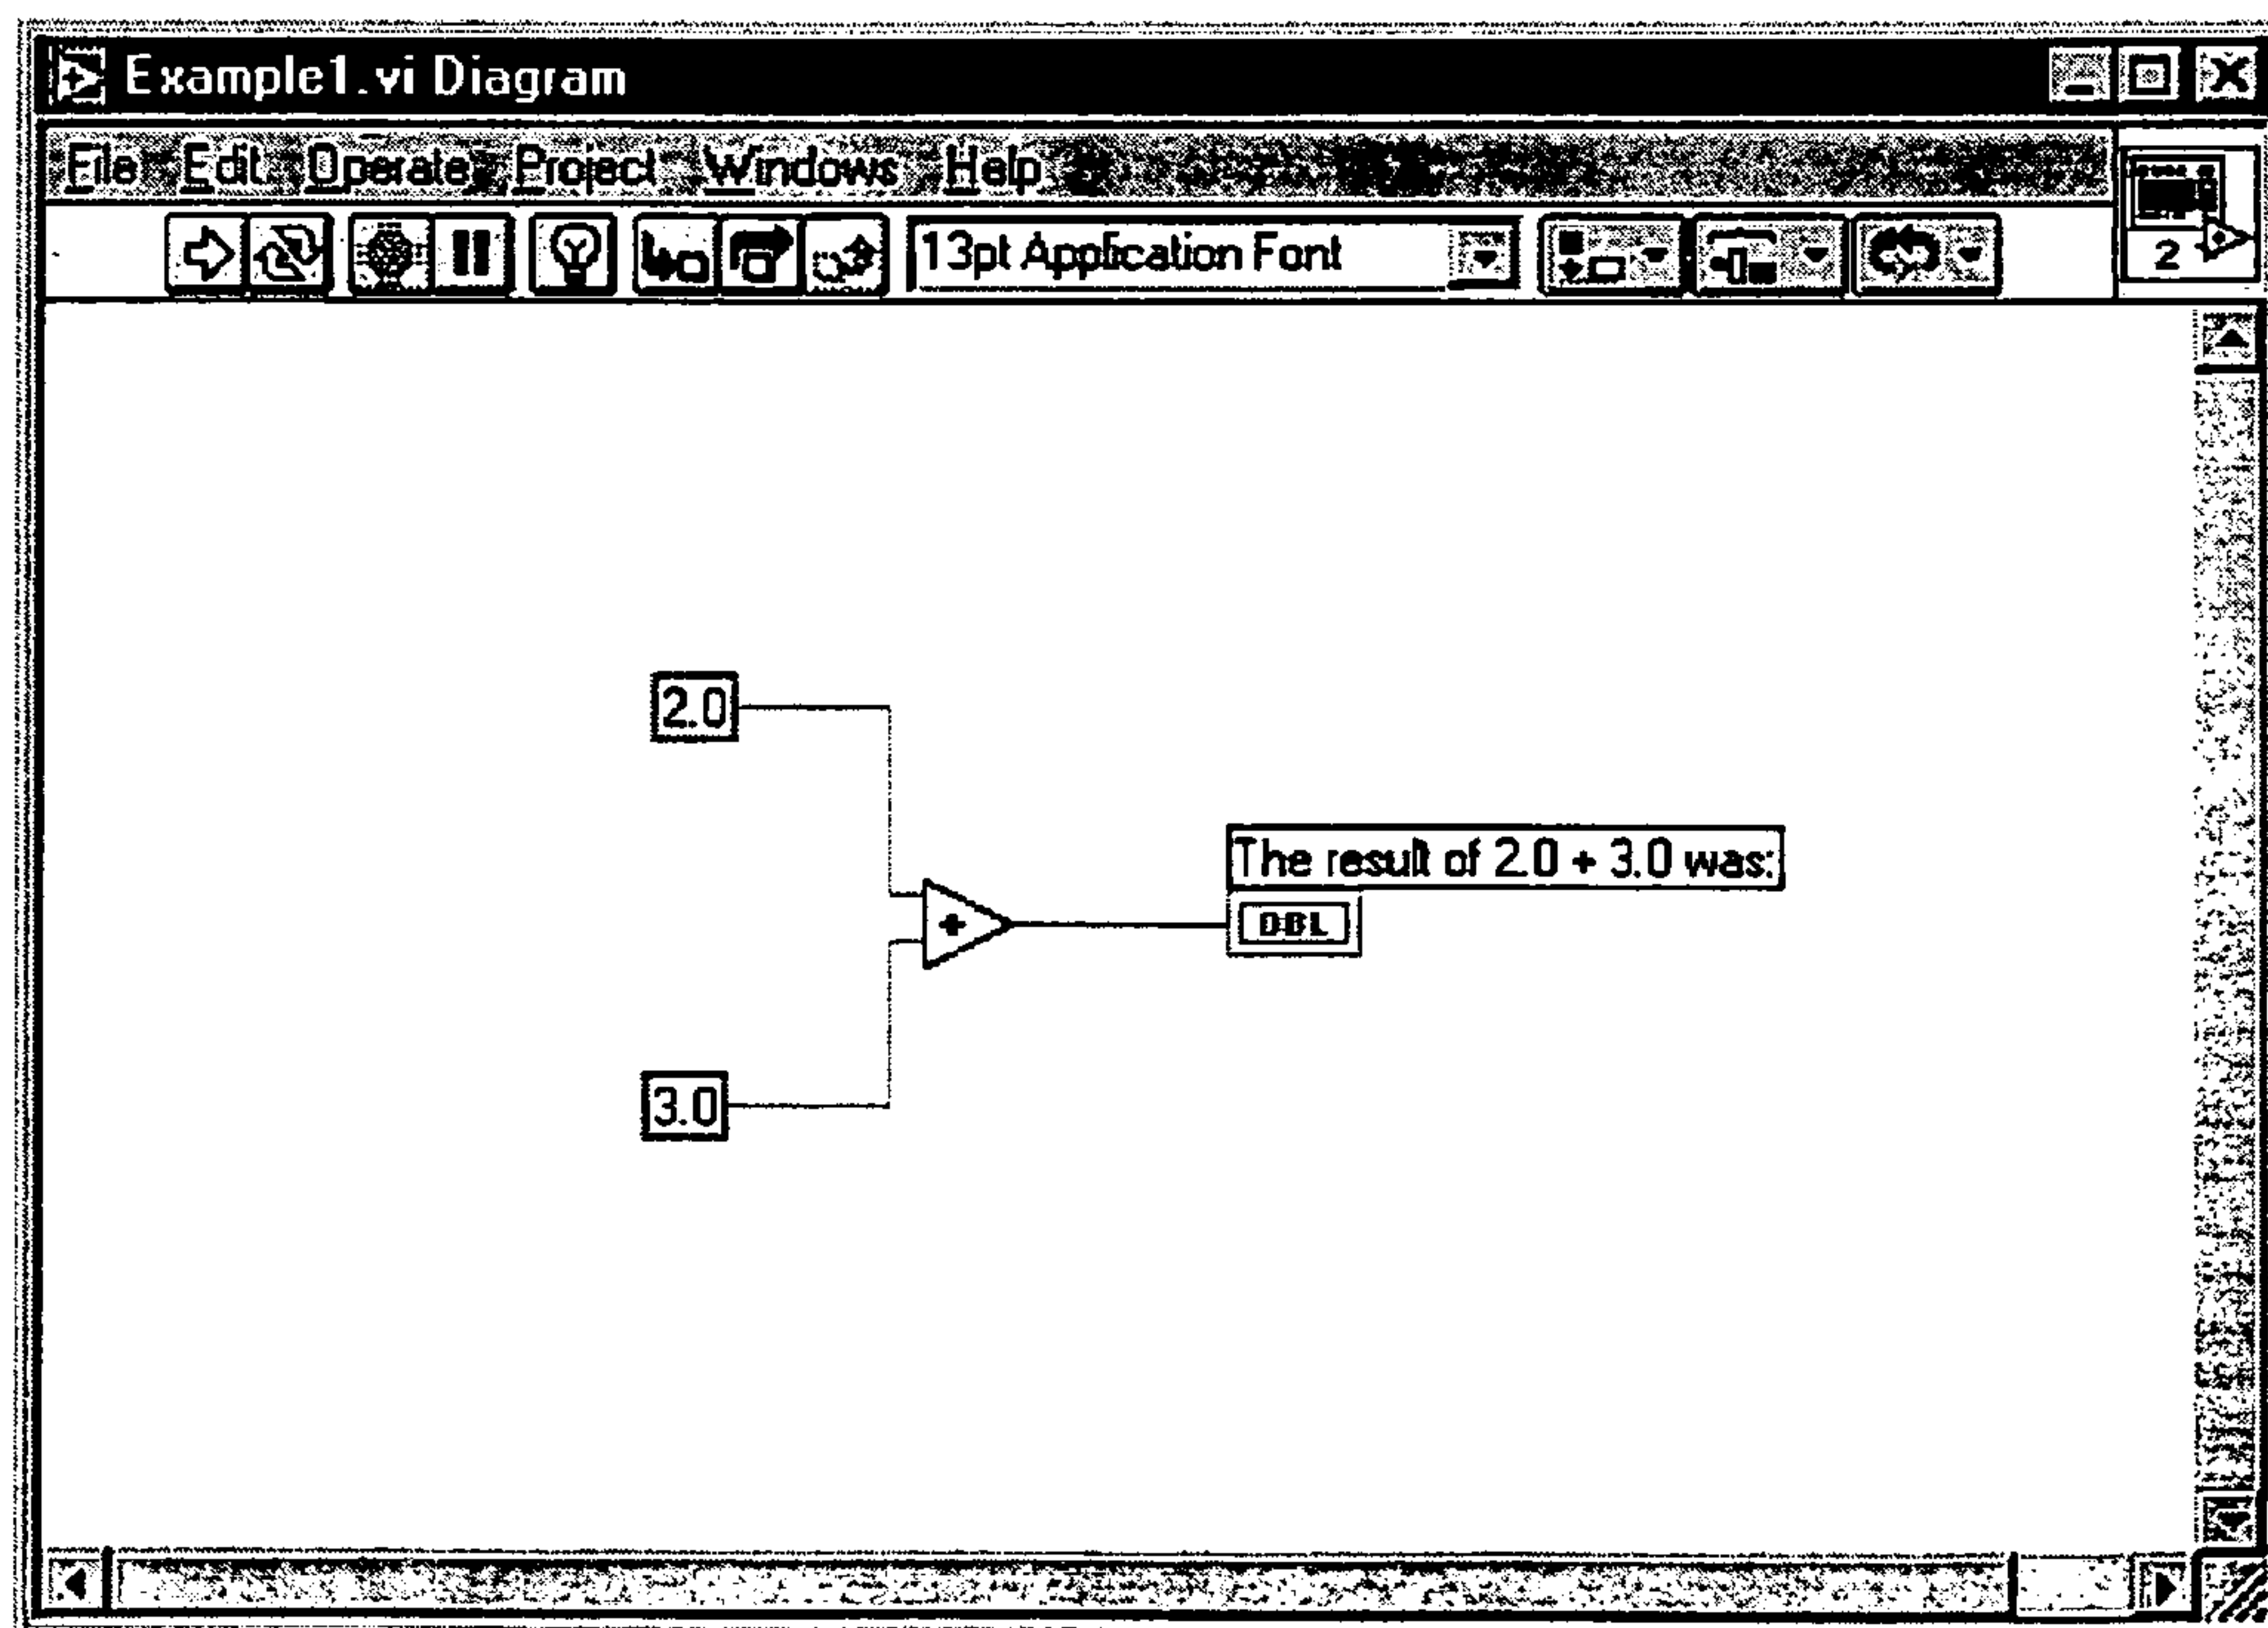 Example1.vi Diagram
File Edit Operate Project Windows Help
13pt Application Font
2
2.0
The result of 2.0 + 3.0 was:
+
DBL
3.0